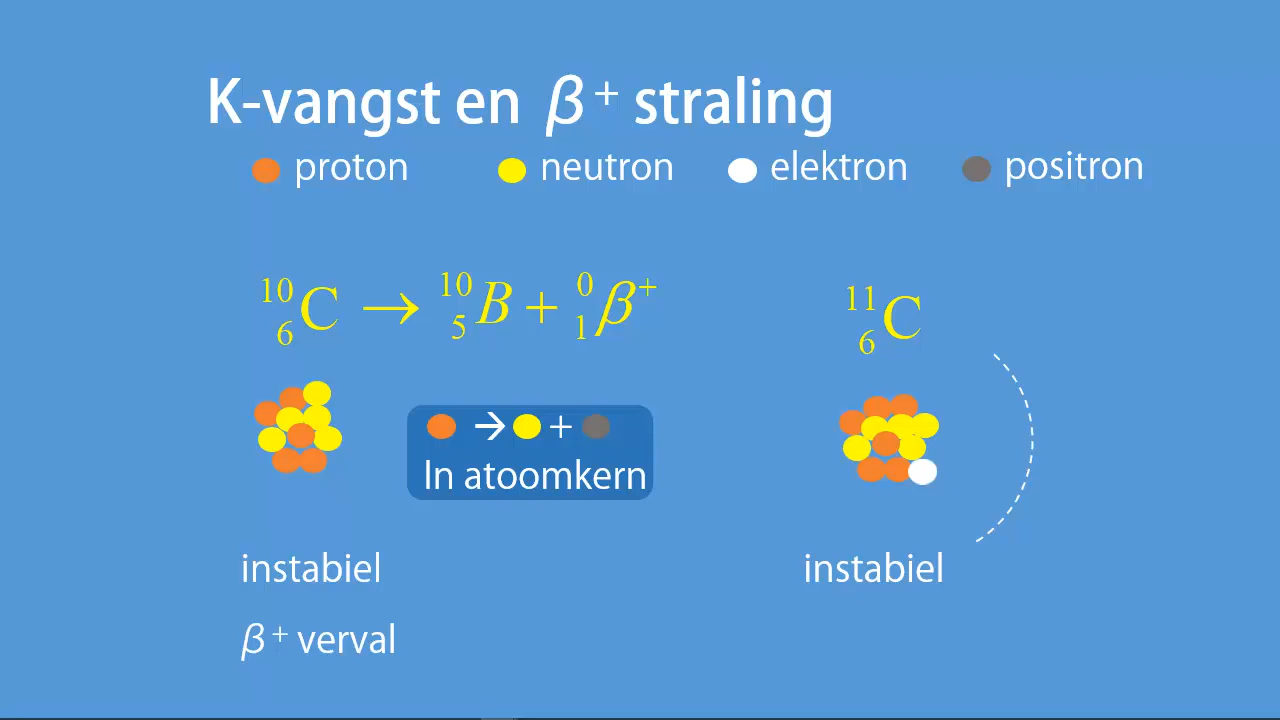 K-vangst en β⁺ straling
proton neutron elektron positron
¹⁰₆C → ¹⁰₅B + ⁰₁β⁺
¹¹₆C
→ +
In atoomkern
instabiel instabiel
β⁺ verval